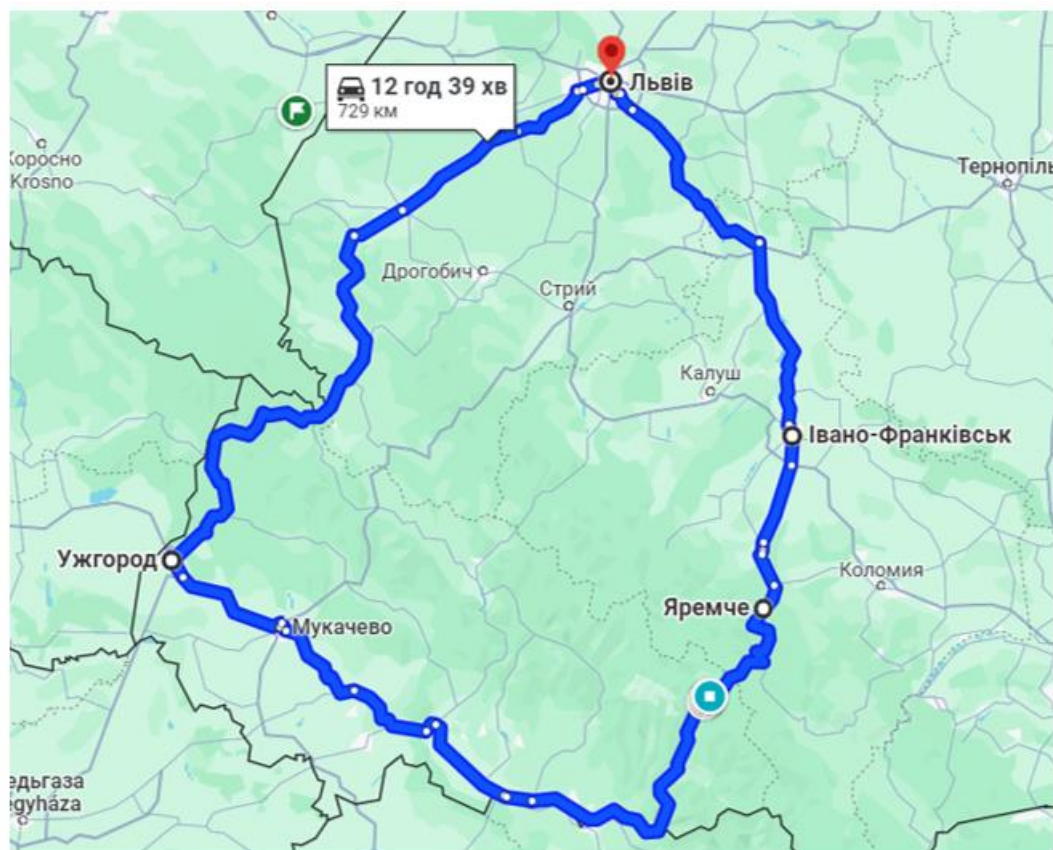 Львів
12 год 39 хв
729 км
Коросно
Krosno
Тернопіль
Дрогобич
Стрий
Калуш
Івано-Франківськ
Ужгород
Коломия
Яремче
Мукачево
едьгаза
egyháza